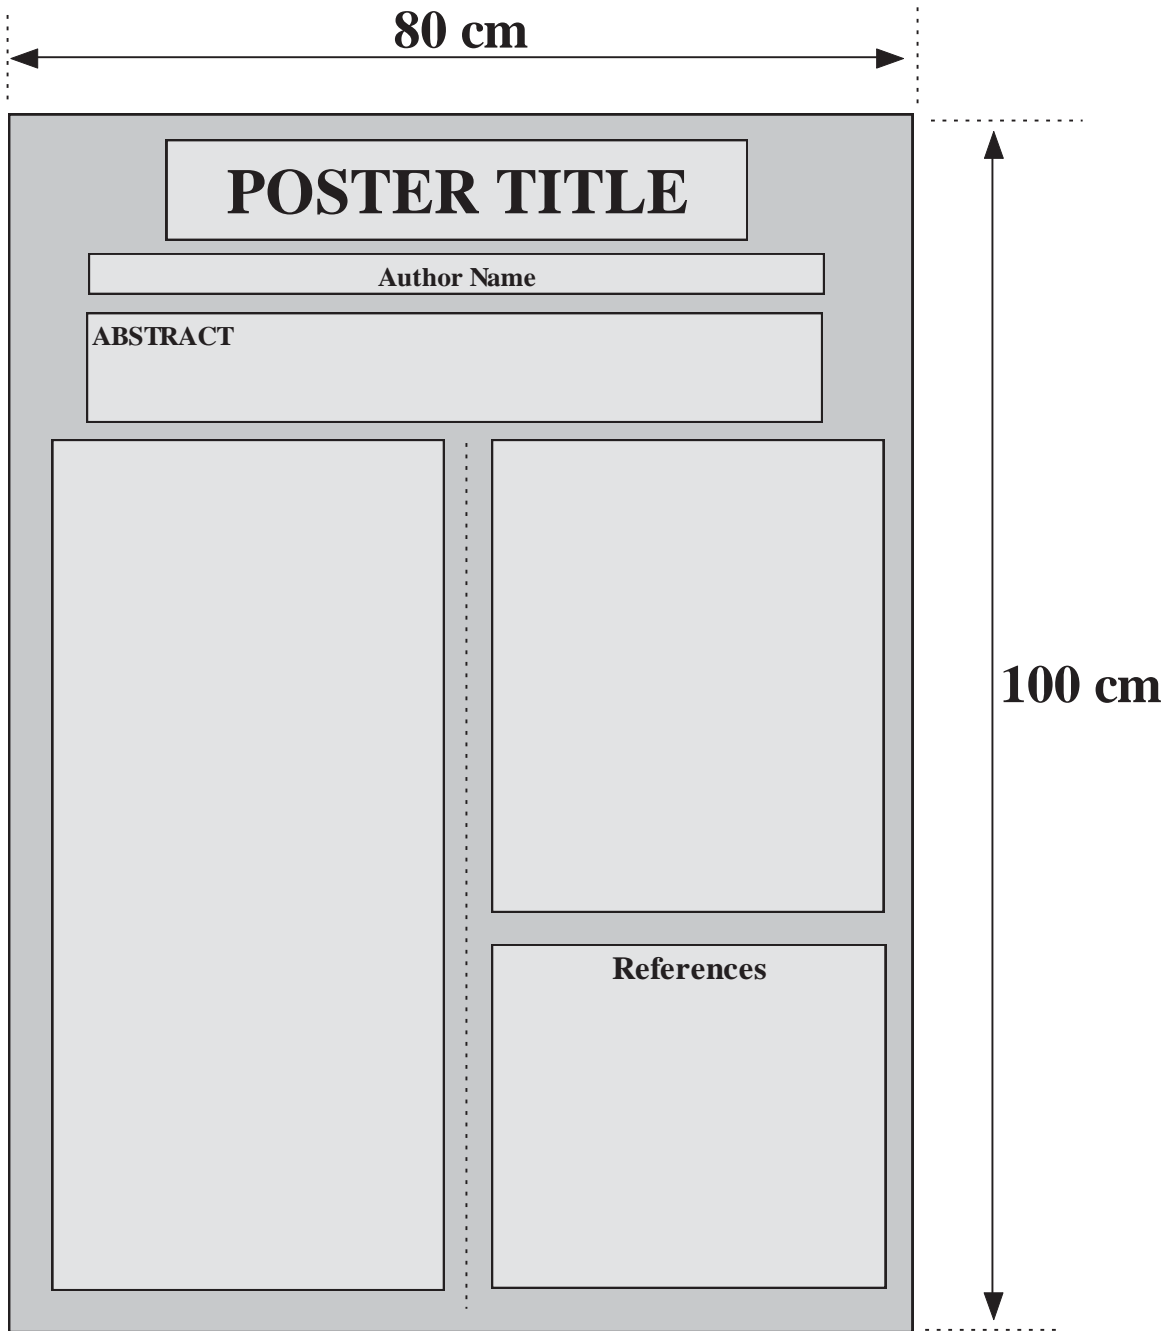 80 cm
POSTER TITLE
Author Name
ABSTRACT
100 cm
References